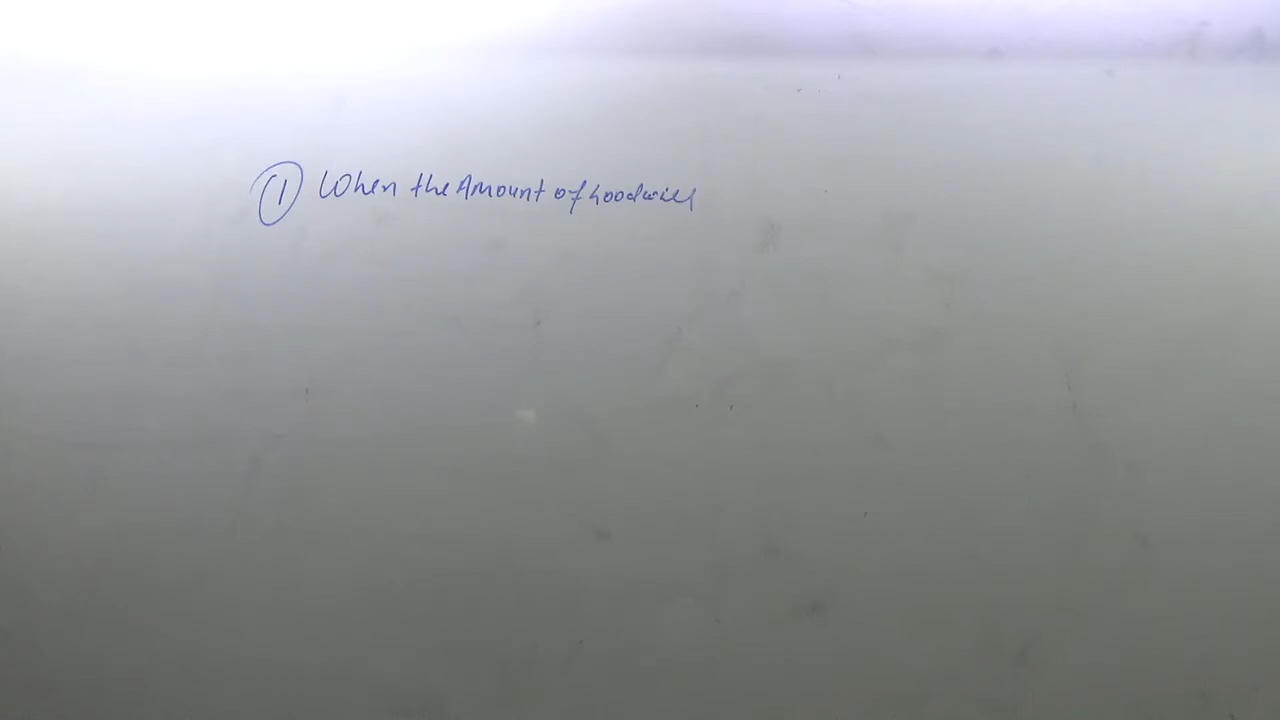 ① When the Amount of Goodwill